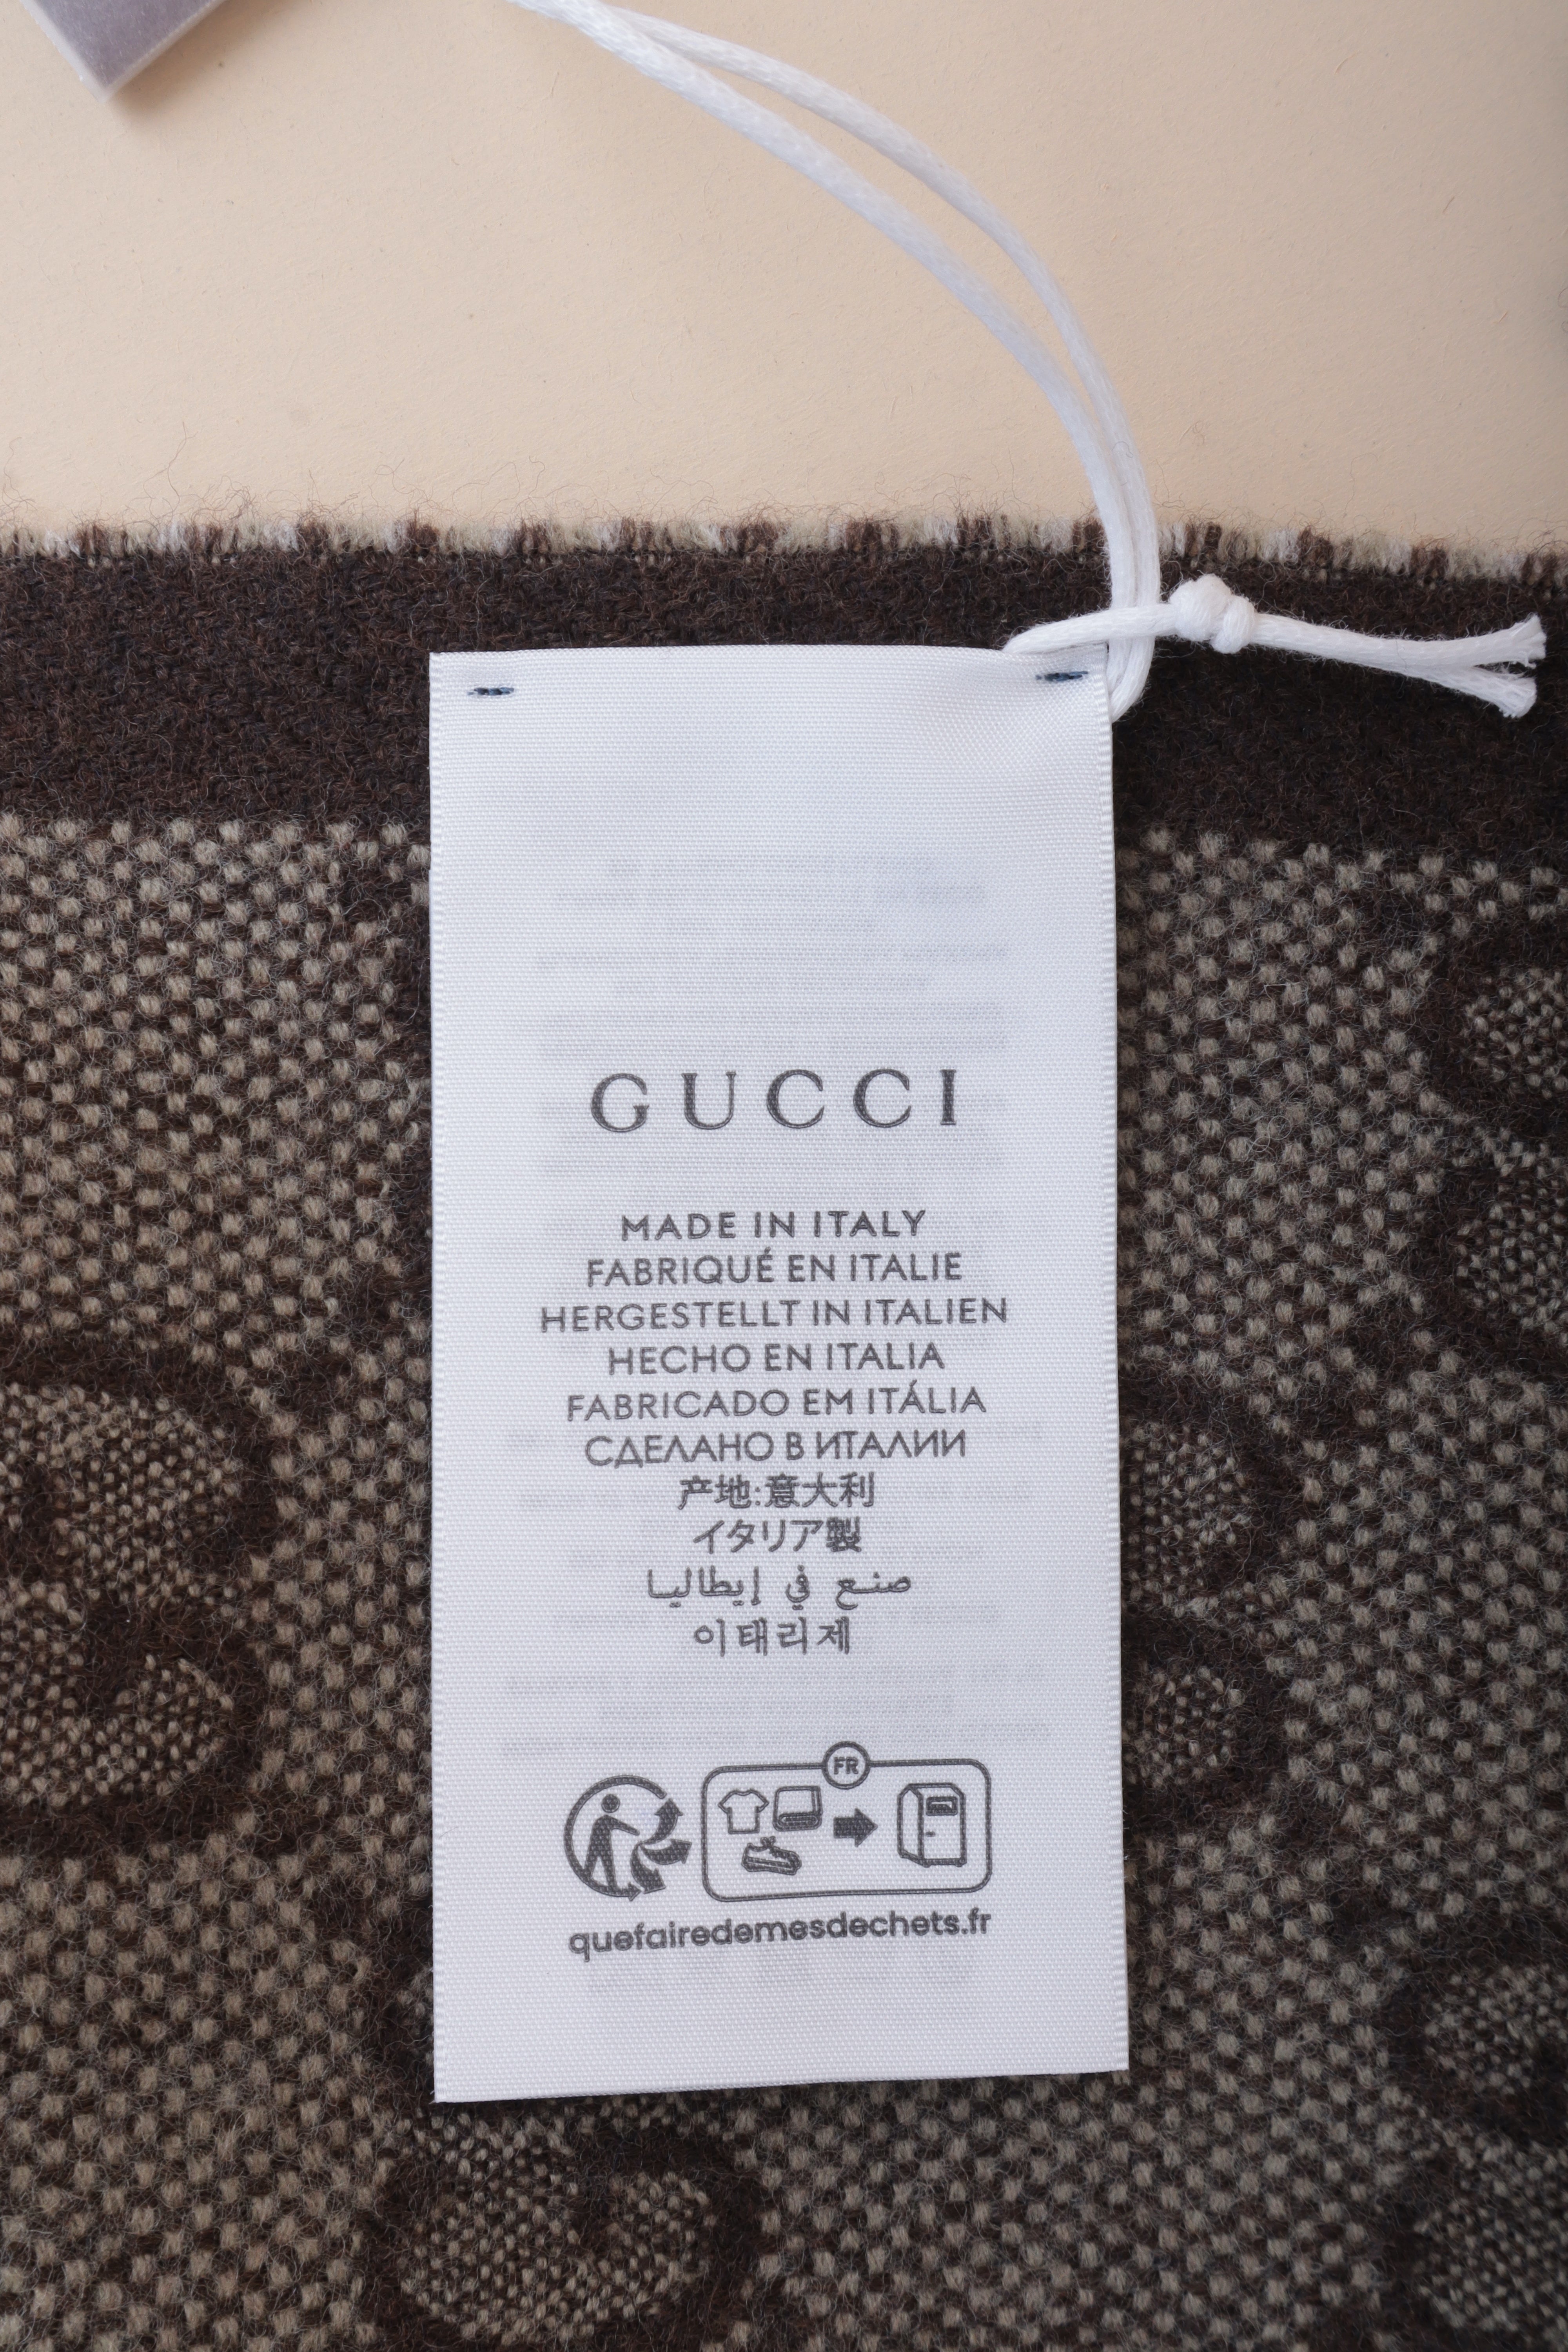 GUCCI
MADE IN ITALY
FABRIQUÉ EN ITALIE
HERGESTELLT IN ITALIEN
HECHO EN ITALIA
FABRICADO EM ITÁLIA
СДЕЛАНО В ИТАЛИИ
产地:意大利
イタリア製
صنع في إيطاليا
이태리제
FR
quefairedemesdechets.fr